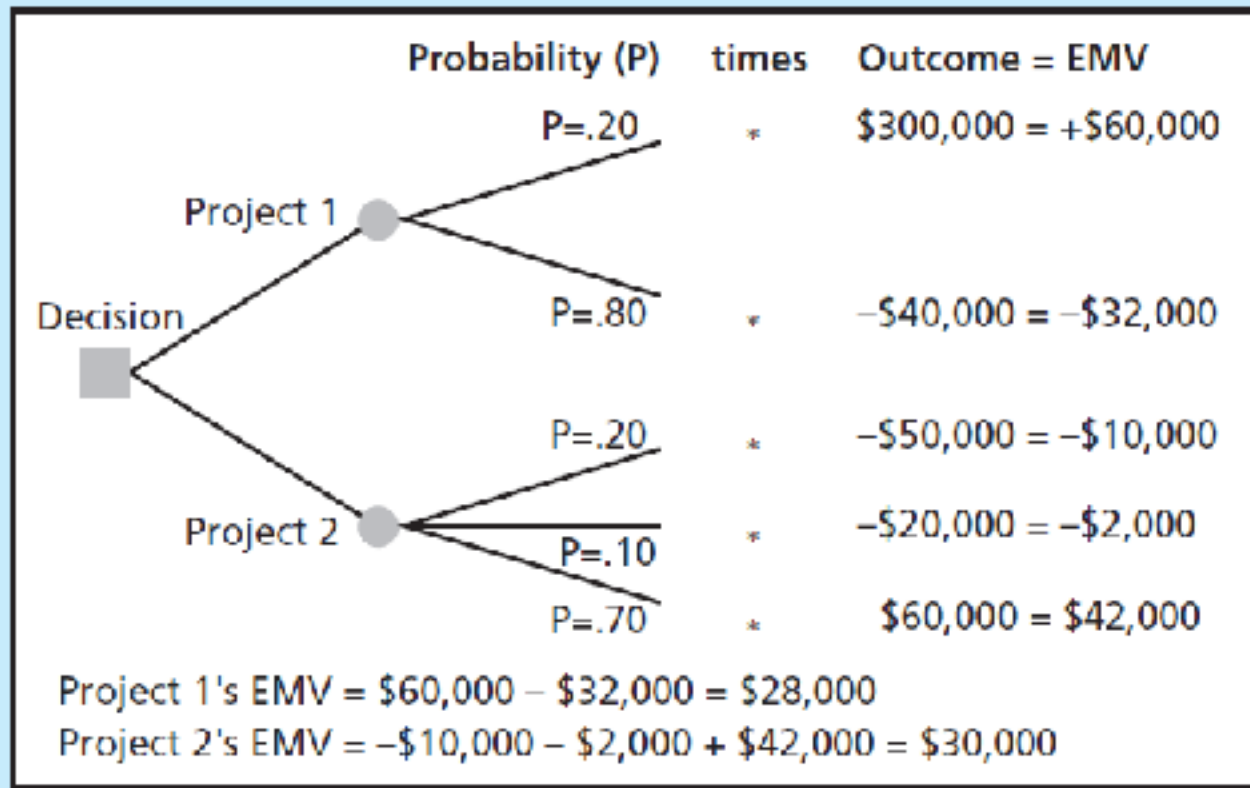 Probability (P) times Outcome = EMV
P=.20 * $300,000 = +$60,000
Project 1
P=.80 * –$40,000 = –$32,000
Decision
P=.20 * –$50,000 = –$10,000
Project 2
P=.10 * –$20,000 = –$2,000
P=.70 * $60,000 = $42,000
Project 1's EMV = $60,000 – $32,000 = $28,000
Project 2's EMV = –$10,000 – $2,000 + $42,000 = $30,000